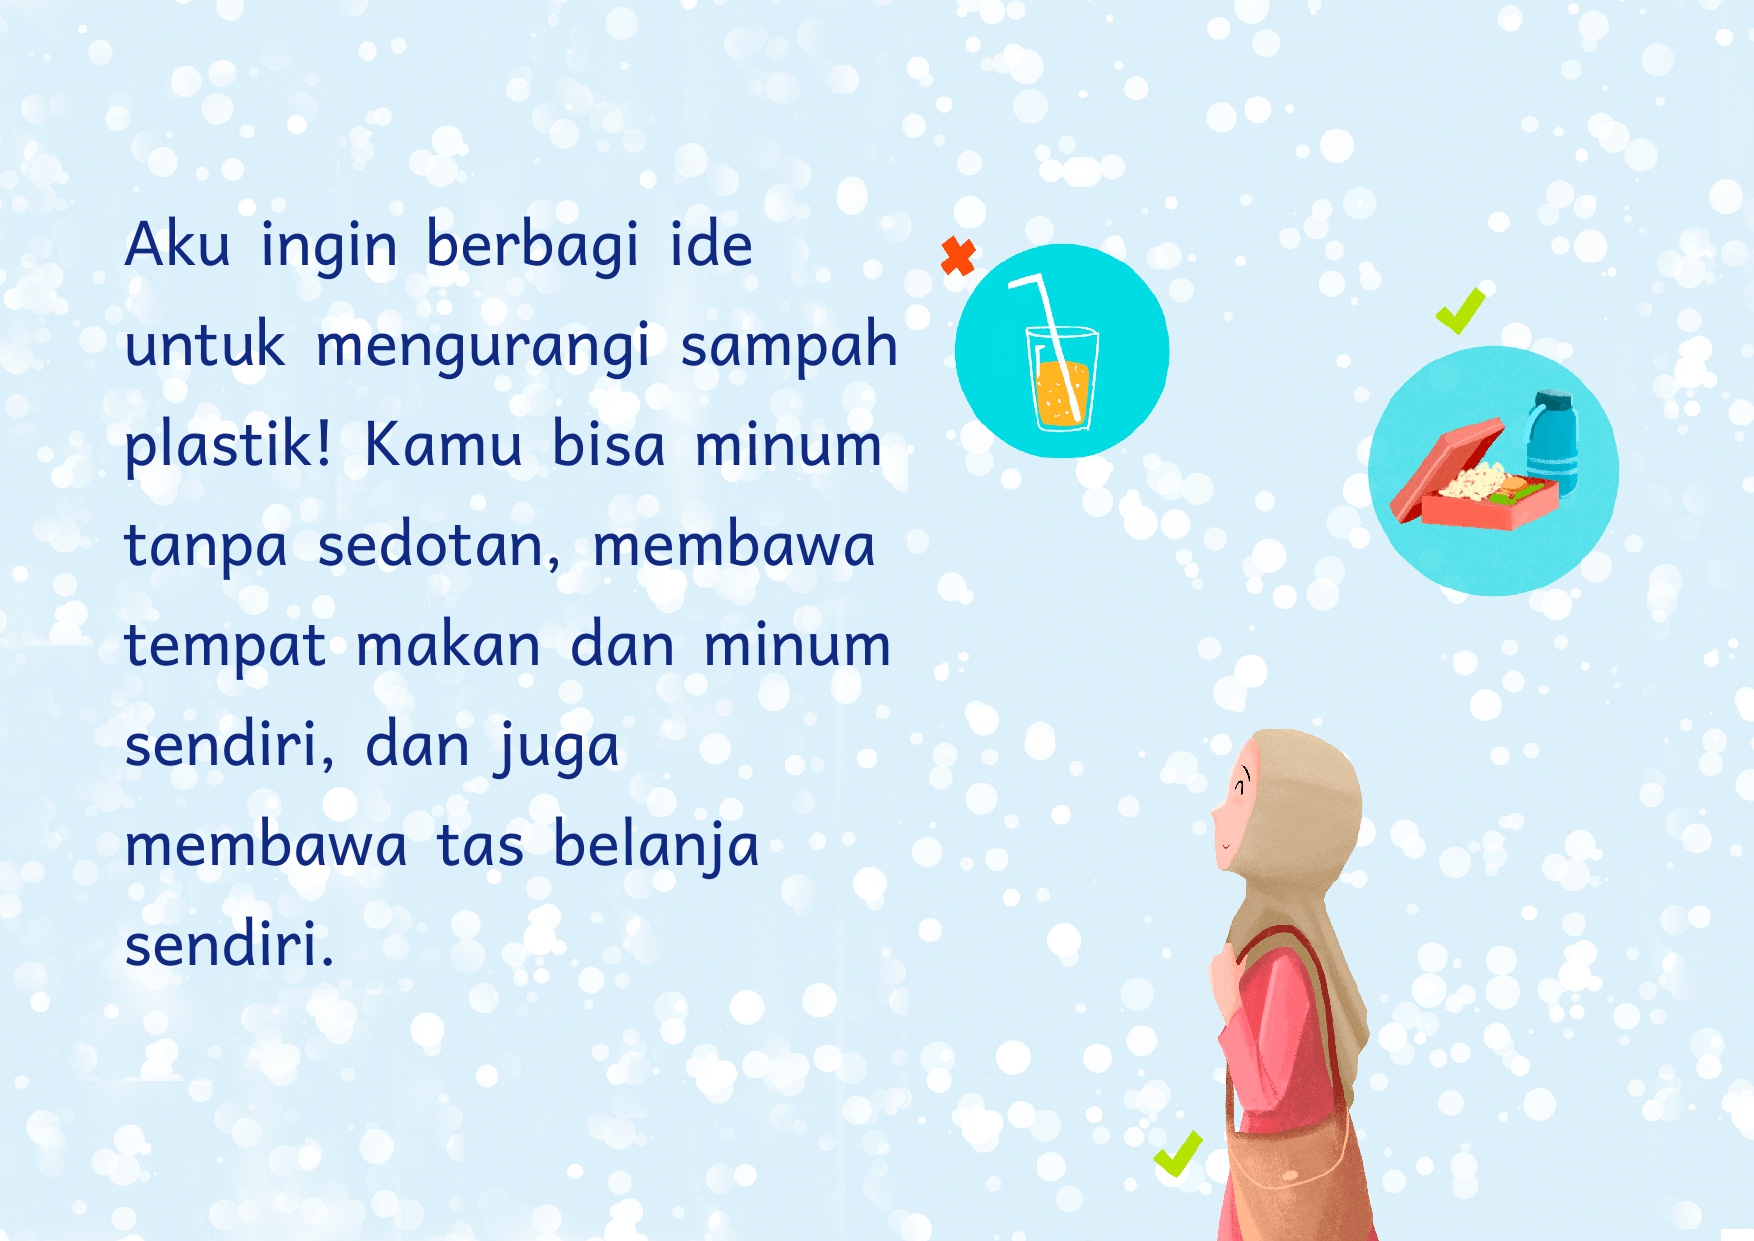 Aku ingin berbagi ide
untuk mengurangi sampah
plastik! Kamu bisa minum
tanpa sedotan, membawa
tempat makan dan minum
sendiri, dan juga
membawa tas belanja
sendiri.